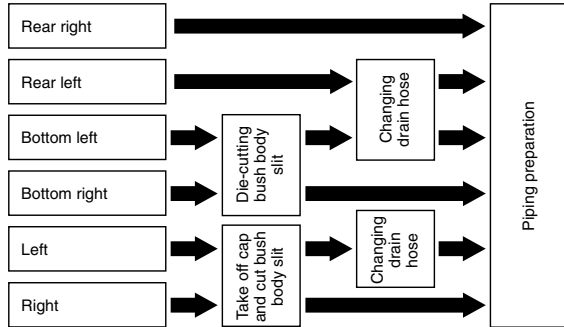 Rear right
Rear left
Bottom left
Bottom right
Left
Right
Die-cutting
bush body
slit
Take off cap
and cut bush
body slit
Changing
drain hose
Changing
drain
hose
Piping preparation